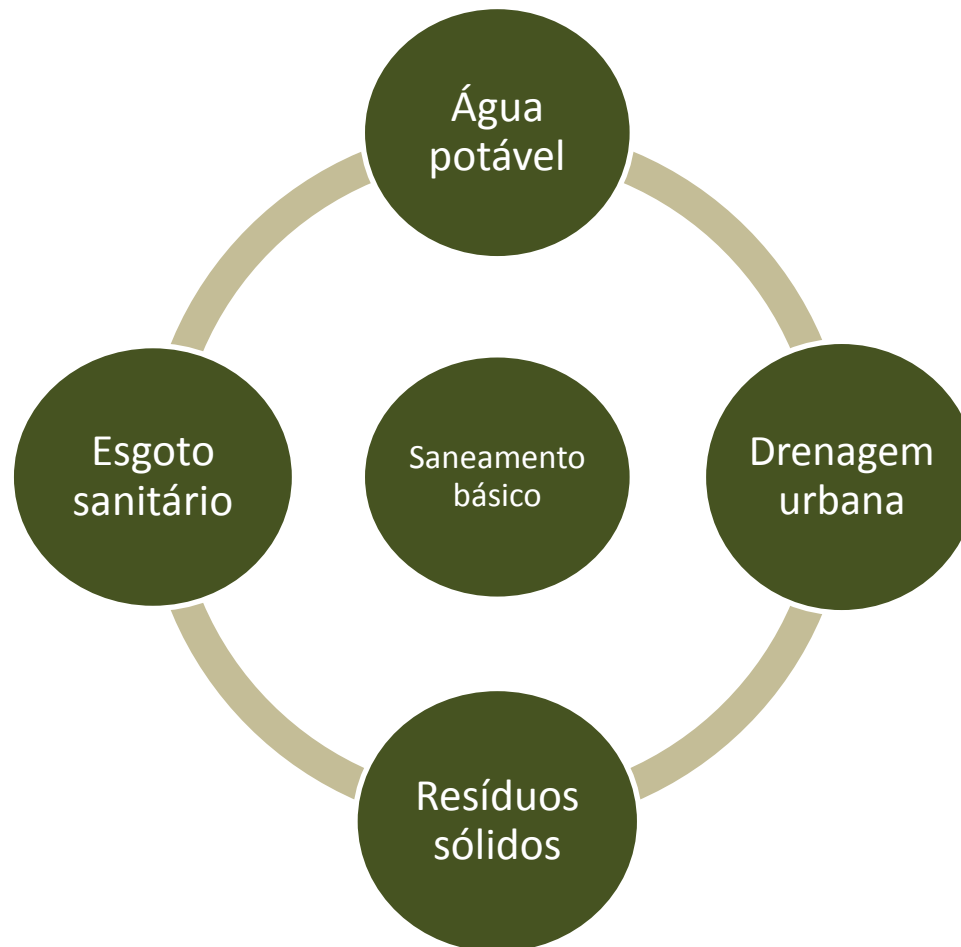 Água
potável
Esgoto
sanitário
Saneamento
básico
Drenagem
urbana
Resíduos
sólidos